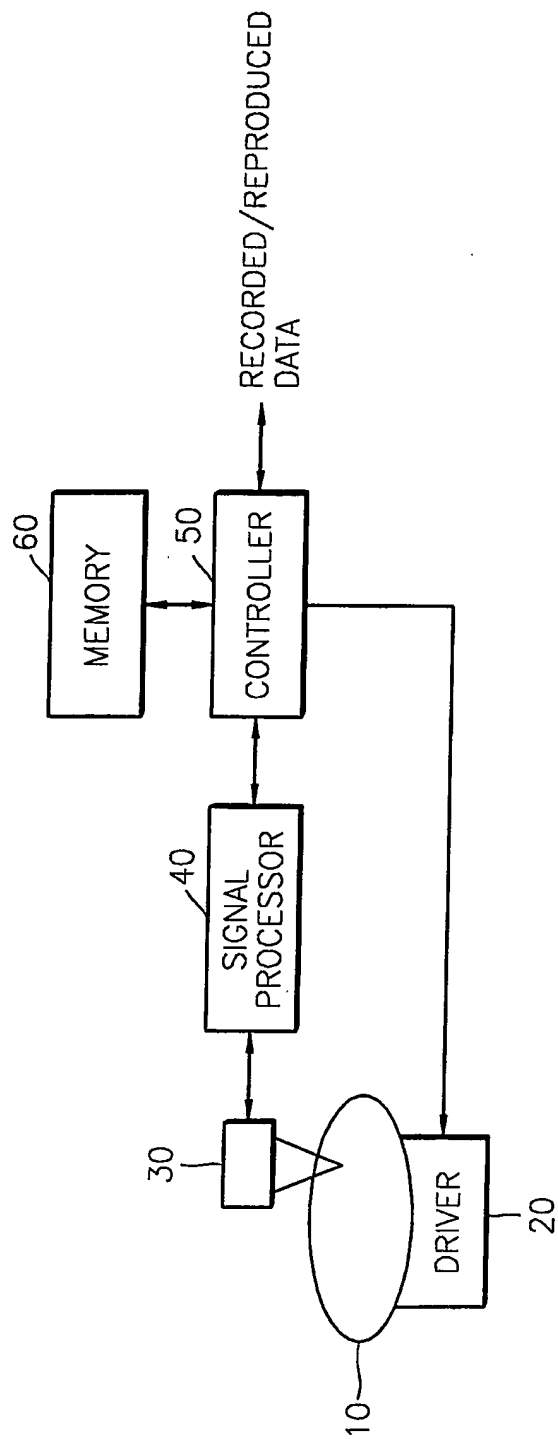 60
MEMORY
50
CONTROLLER
RECORDED/REPRODUCED
DATA
40
SIGNAL
PROCESSOR
30
10
DRIVER
20